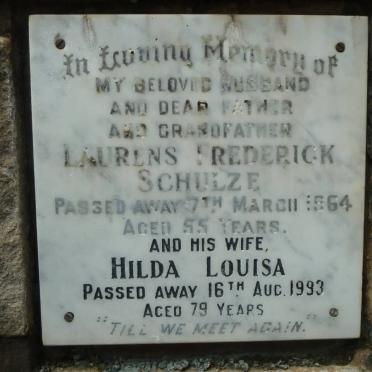 In Loving Memory of
MY BELOVED HUSBAND
AND DEAR FATHER
AND GRANDFATHER
LAURENS FREDERICK
SCHULZE
PASSED AWAY 7TH MARCH 1964
AGED 55 YEARS.
AND HIS WIFE,
HILDA LOUISA
PASSED AWAY 16TH AUG. 1993
AGED 79 YEARS
"TILL WE MEET AGAIN."